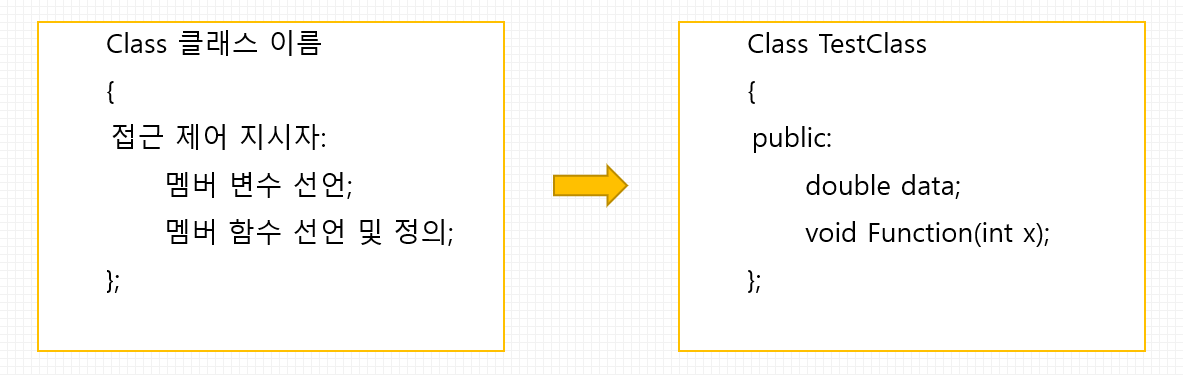 Class 클래스 이름
{
접근 제어 지시자:
멤버 변수 선언;
멤버 함수 선언 및 정의;
};
Class TestClass
{
public:
double data;
void Function(int x);
};